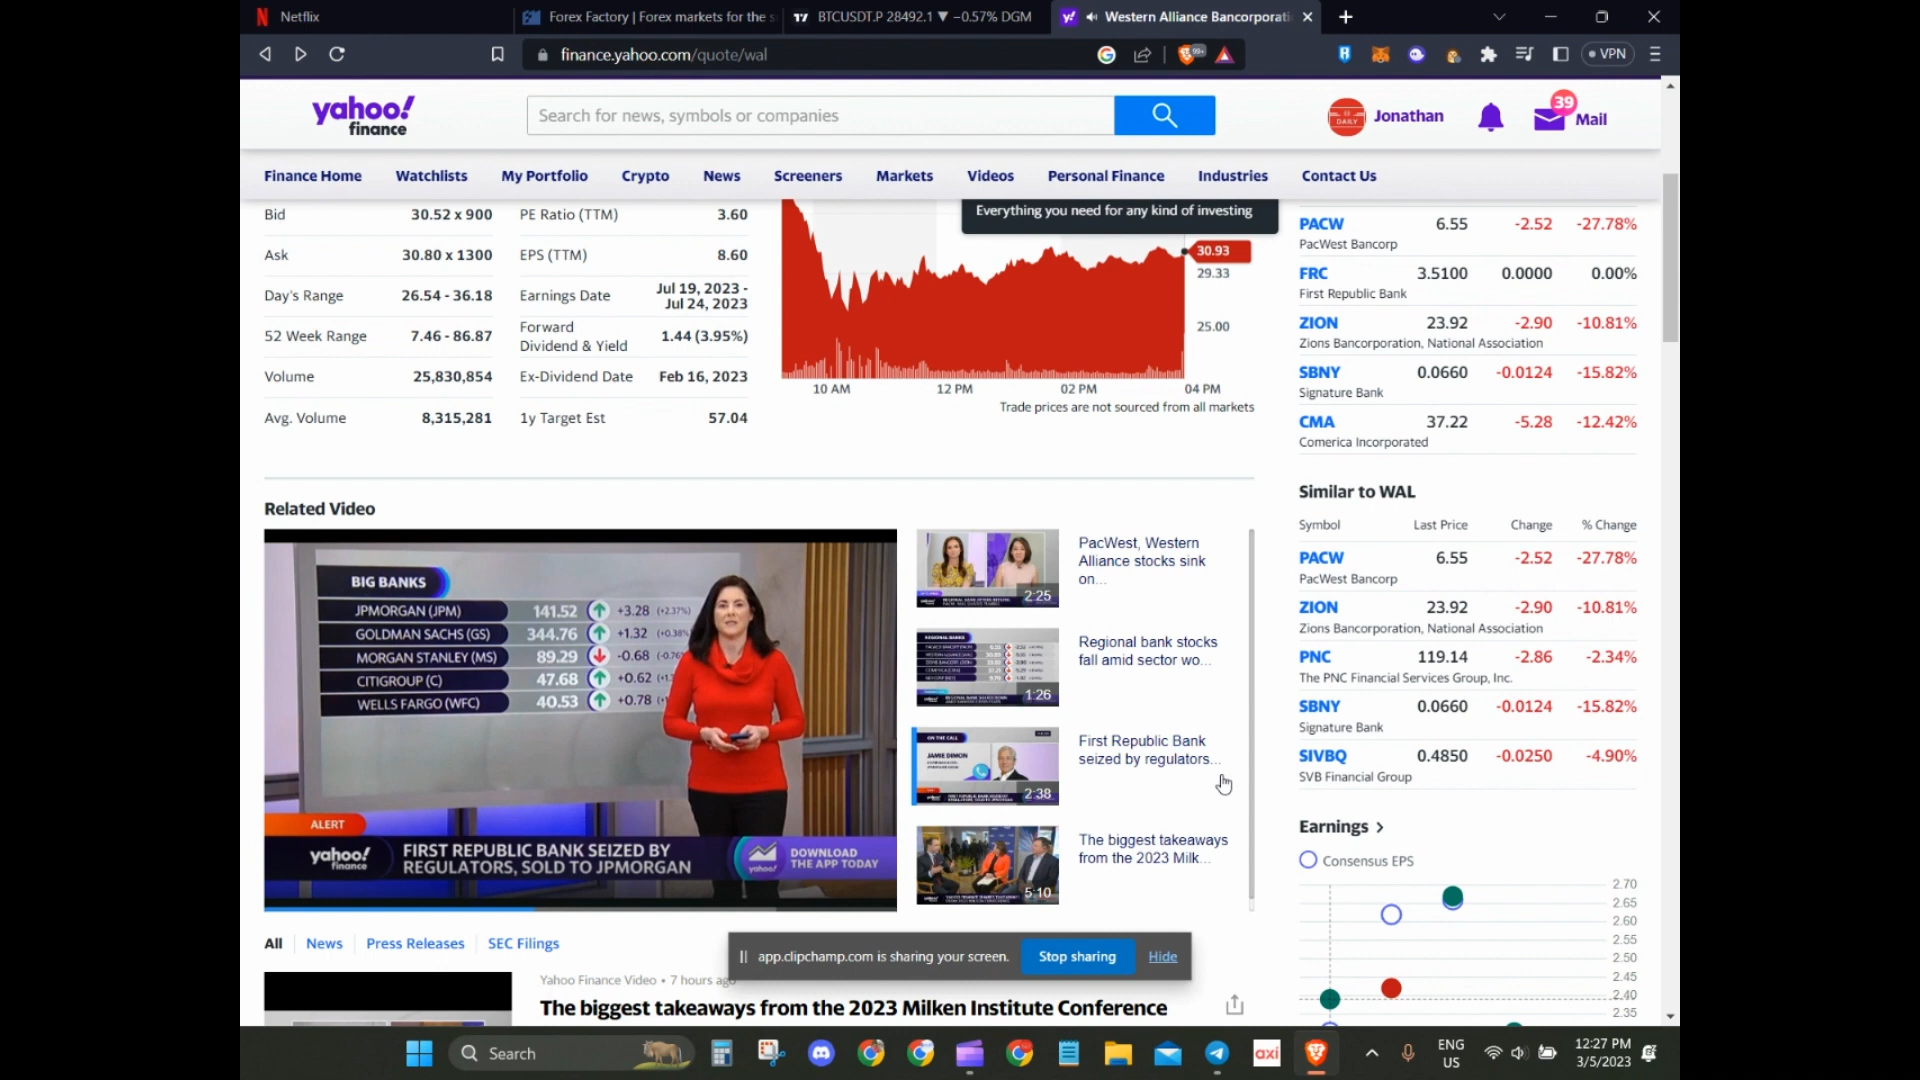 Netflix
Forex Factory | Forex markets for the s
BTCUSDT.P 28492.1 ▼ −0.57% DGM
Western Alliance Bancorporati
finance.yahoo.com/quote/wal
99+
VPN
yahoo!
finance
Search for news, symbols or companies
DAILY
Jonathan
39
Mail
Finance Home
Watchlists
My Portfolio
Crypto
News
Screeners
Markets
Videos
Personal Finance
Industries
Contact Us
Bid 30.52 x 900
Ask 30.80 x 1300
Day's Range 26.54 - 36.18
52 Week Range 7.46 - 86.87
Volume 25,830,854
Avg. Volume 8,315,281
PE Ratio (TTM) 3.60
EPS (TTM) 8.60
Earnings Date Jul 19, 2023 -
Jul 24, 2023
Forward
Dividend & Yield 1.44 (3.95%)
Ex-Dividend Date Feb 16, 2023
1y Target Est 57.04
Everything you need for any kind of investing
30.93
29.33
25.00
10 AM 12 PM 02 PM 04 PM
Trade prices are not sourced from all markets
PACW 6.55 -2.52 -27.78%
PacWest Bancorp
FRC 3.5100 0.0000 0.00%
First Republic Bank
ZION 23.92 -2.90 -10.81%
Zions Bancorporation, National Association
SBNY 0.0660 -0.0124 -15.82%
Signature Bank
CMA 37.22 -5.28 -12.42%
Comerica Incorporated
Similar to WAL
Symbol Last Price Change % Change
PACW 6.55 -2.52 -27.78%
PacWest Bancorp
ZION 23.92 -2.90 -10.81%
Zions Bancorporation, National Association
PNC 119.14 -2.86 -2.34%
The PNC Financial Services Group, Inc.
SBNY 0.0660 -0.0124 -15.82%
Signature Bank
SIVBQ 0.4850 -0.0250 -4.90%
SVB Financial Group
Earnings >
Consensus EPS
2.70
2.65
2.60
2.55
2.50
2.45
2.40
2.35
Related Video
BIG BANKS
JPMORGAN (JPM) 141.52 +3.28 (+2.37%)
GOLDMAN SACHS (GS) 344.76 +1.32 (+0.38%
MORGAN STANLEY (MS) 89.29 -0.68 (-0.76
CITIGROUP (C) 47.68 +0.62
WELLS FARGO (WFC) 40.53 +0.78
ALERT
yahoo!
finance
FIRST REPUBLIC BANK SEIZED BY
REGULATORS, SOLD TO JPMORGAN
yahoo!
DOWNLOAD
THE APP TODAY
2:25
PacWest, Western
Alliance stocks sink
on...
REGIONAL BANKS
1:26
Regional bank stocks
fall amid sector wo...
ON THE CALL
JAMIE DIMON
2:38
First Republic Bank
seized by regulators...
5:10
The biggest takeaways
from the 2023 Milk...
All
News
Press Releases
SEC Filings
app.clipchamp.com is sharing your screen.
Stop sharing
Hide
Yahoo Finance Video • 7 hours ago
The biggest takeaways from the 2023 Milken Institute Conference
Search
axi
ENG
US
12:27 PM
3/5/2023